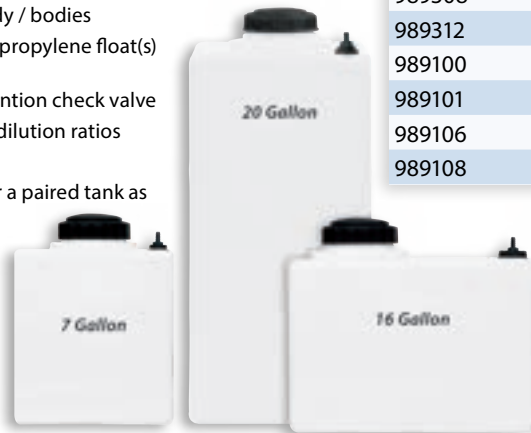 dy / bodies
propylene float(s)
ntion check valve
dilution ratios
r a paired tank as
989312
989100
989101
989106
989108
20 Gallon
7 Gallon
16 Gallon